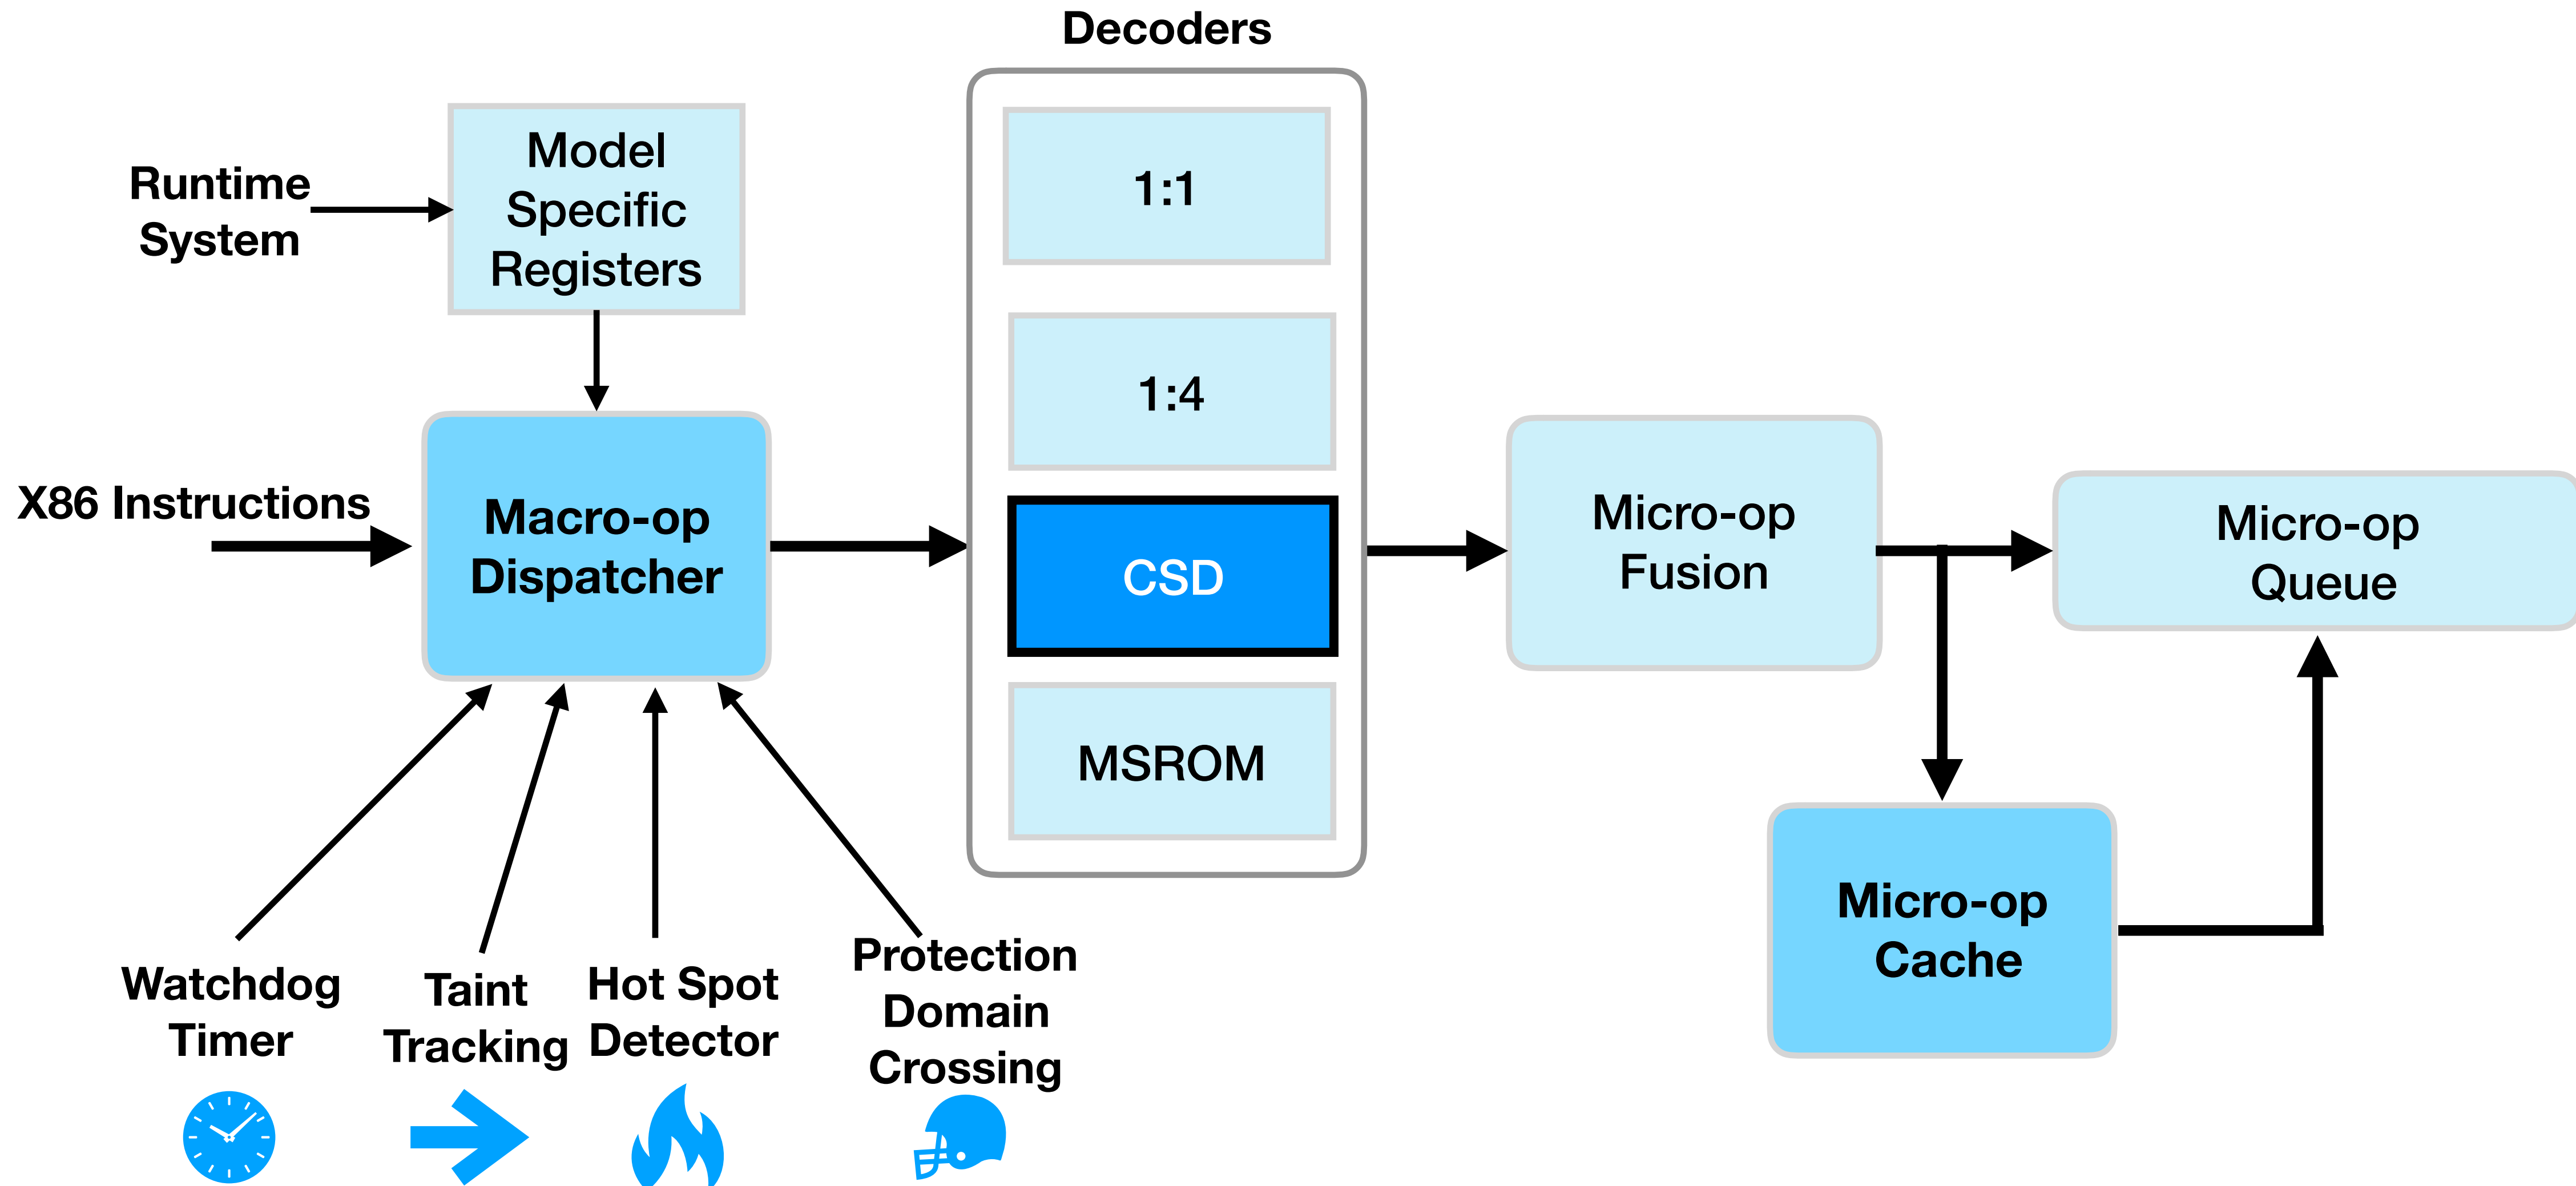 Decoders
Runtime
System
Model
Specific
Registers
1:1
1:4
X86 Instructions
Macro-op
Dispatcher
CSD
MSROM
Micro-op
Fusion
Micro-op
Queue
Micro-op
Cache
Watchdog
Timer
Taint
Tracking
Hot Spot
Detector
Protection
Domain
Crossing